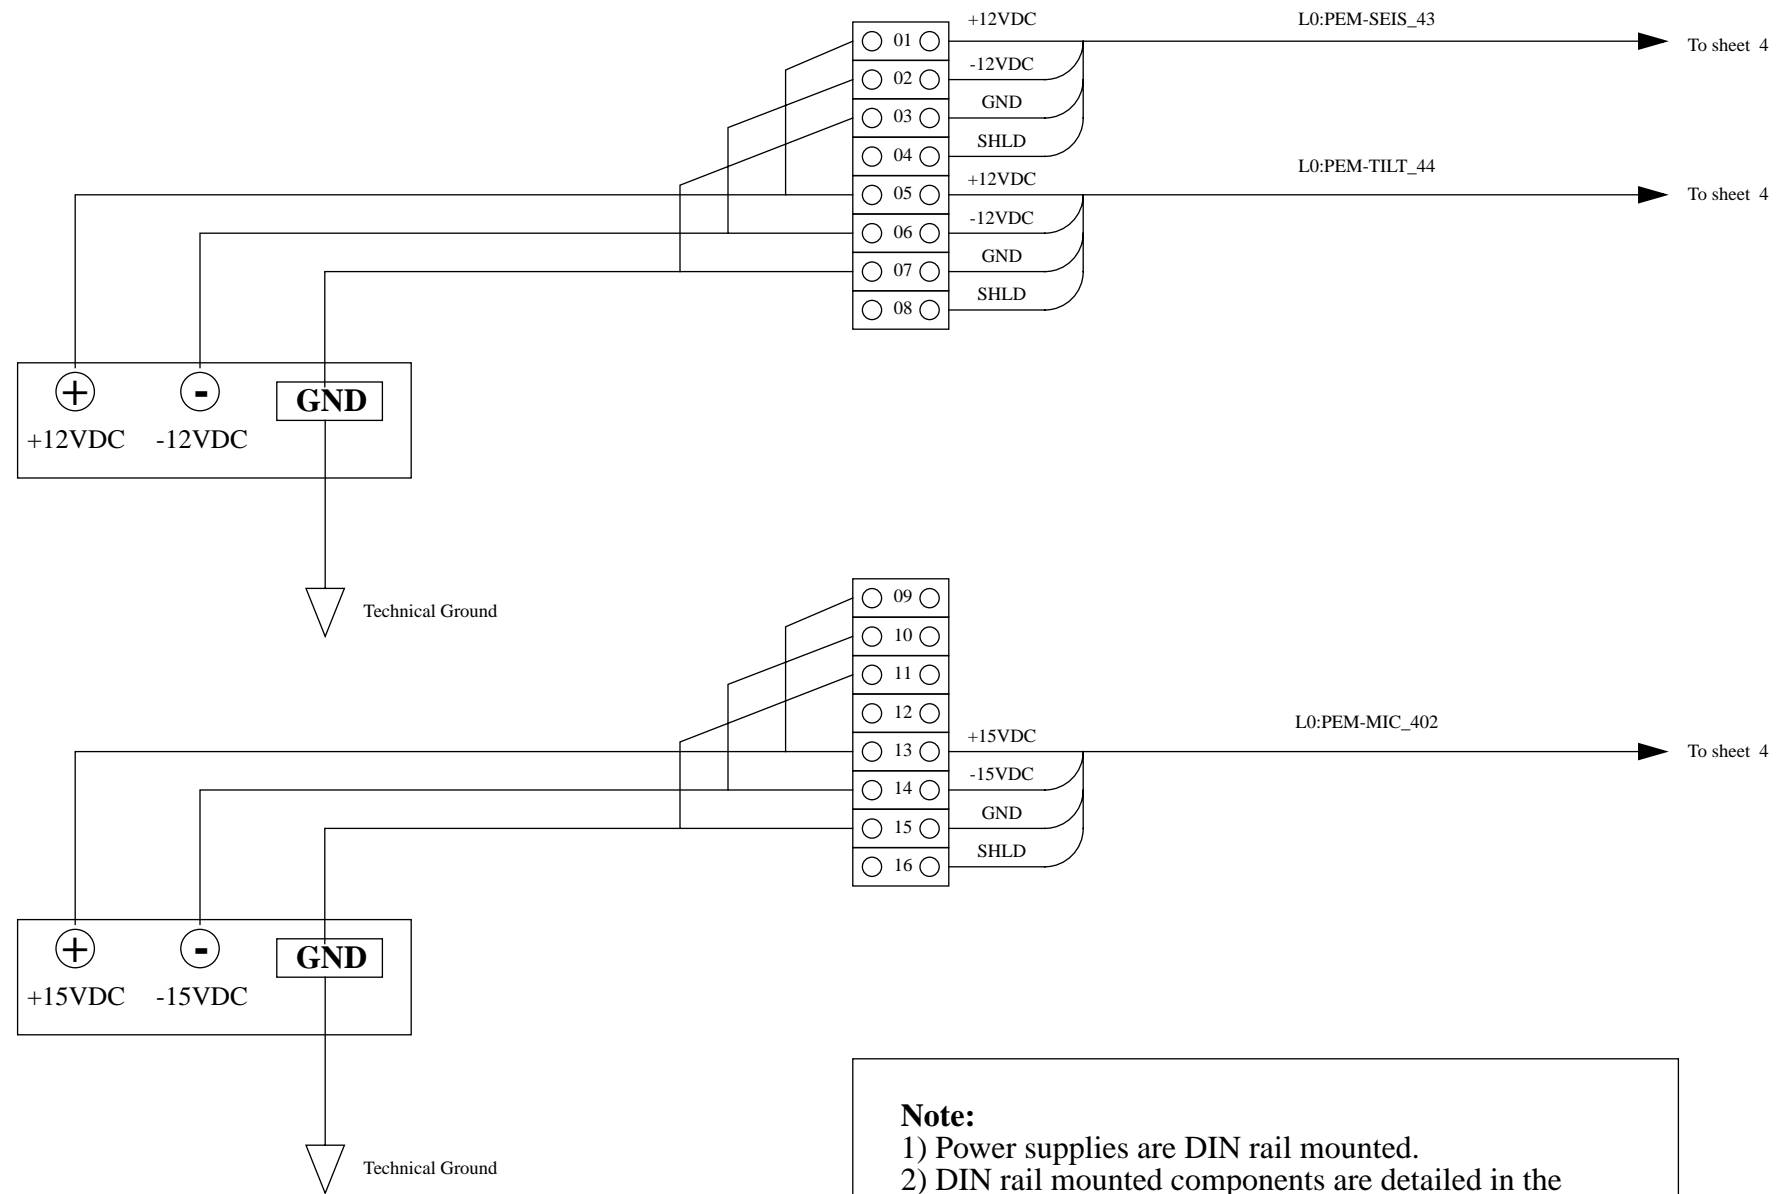 +12VDC
L0:PEM-SEIS_43
01
To sheet 4
-12VDC
02
GND
03
SHLD
04
+12VDC
L0:PEM-TILT_44
05
To sheet 4
-12VDC
06
GND
07
SHLD
08
+ - GND
+12VDC -12VDC
Technical Ground
09
10
11
12
+15VDC
L0:PEM-MIC_402
13
To sheet 4
-15VDC
14
GND
15
SHLD
16
+ - GND
+15VDC -15VDC
Technical Ground
Note:
1) Power supplies are DIN rail mounted.
2) DIN rail mounted components are detailed in the